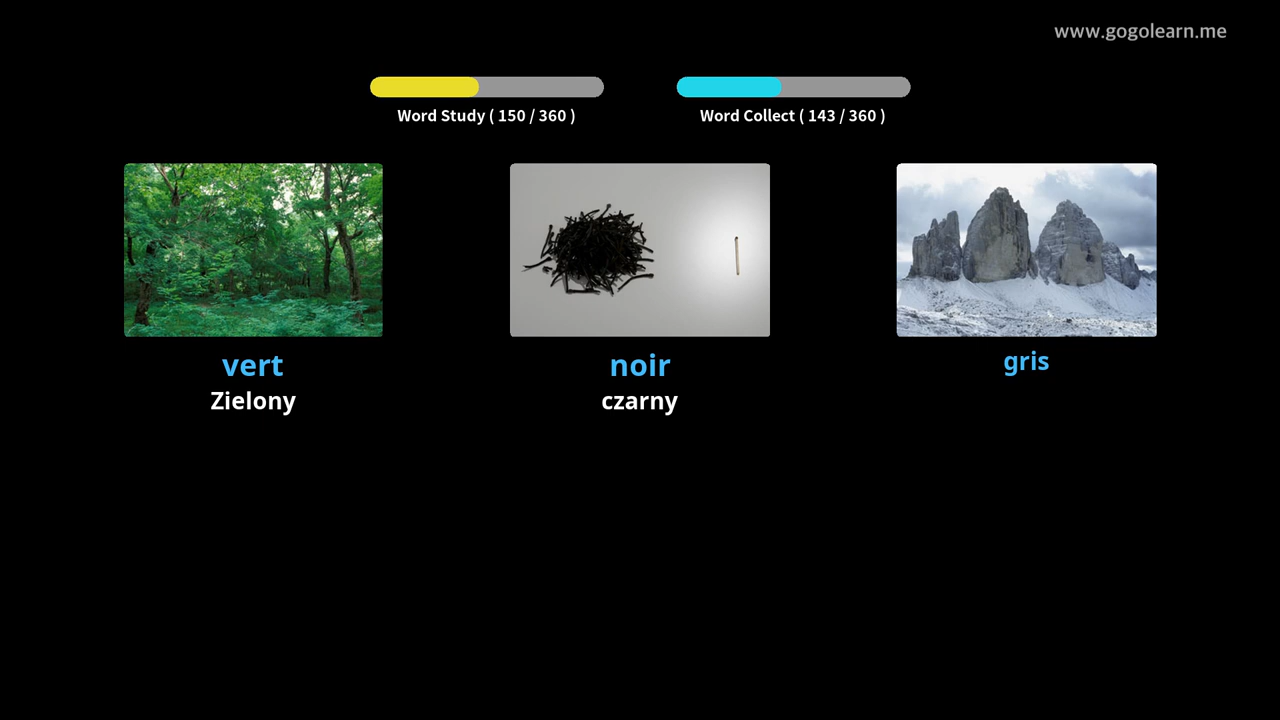 www.gogolearn.me
Word Study ( 150 / 360 )
Word Collect ( 143 / 360 )
vert
Zielony
noir
czarny
gris